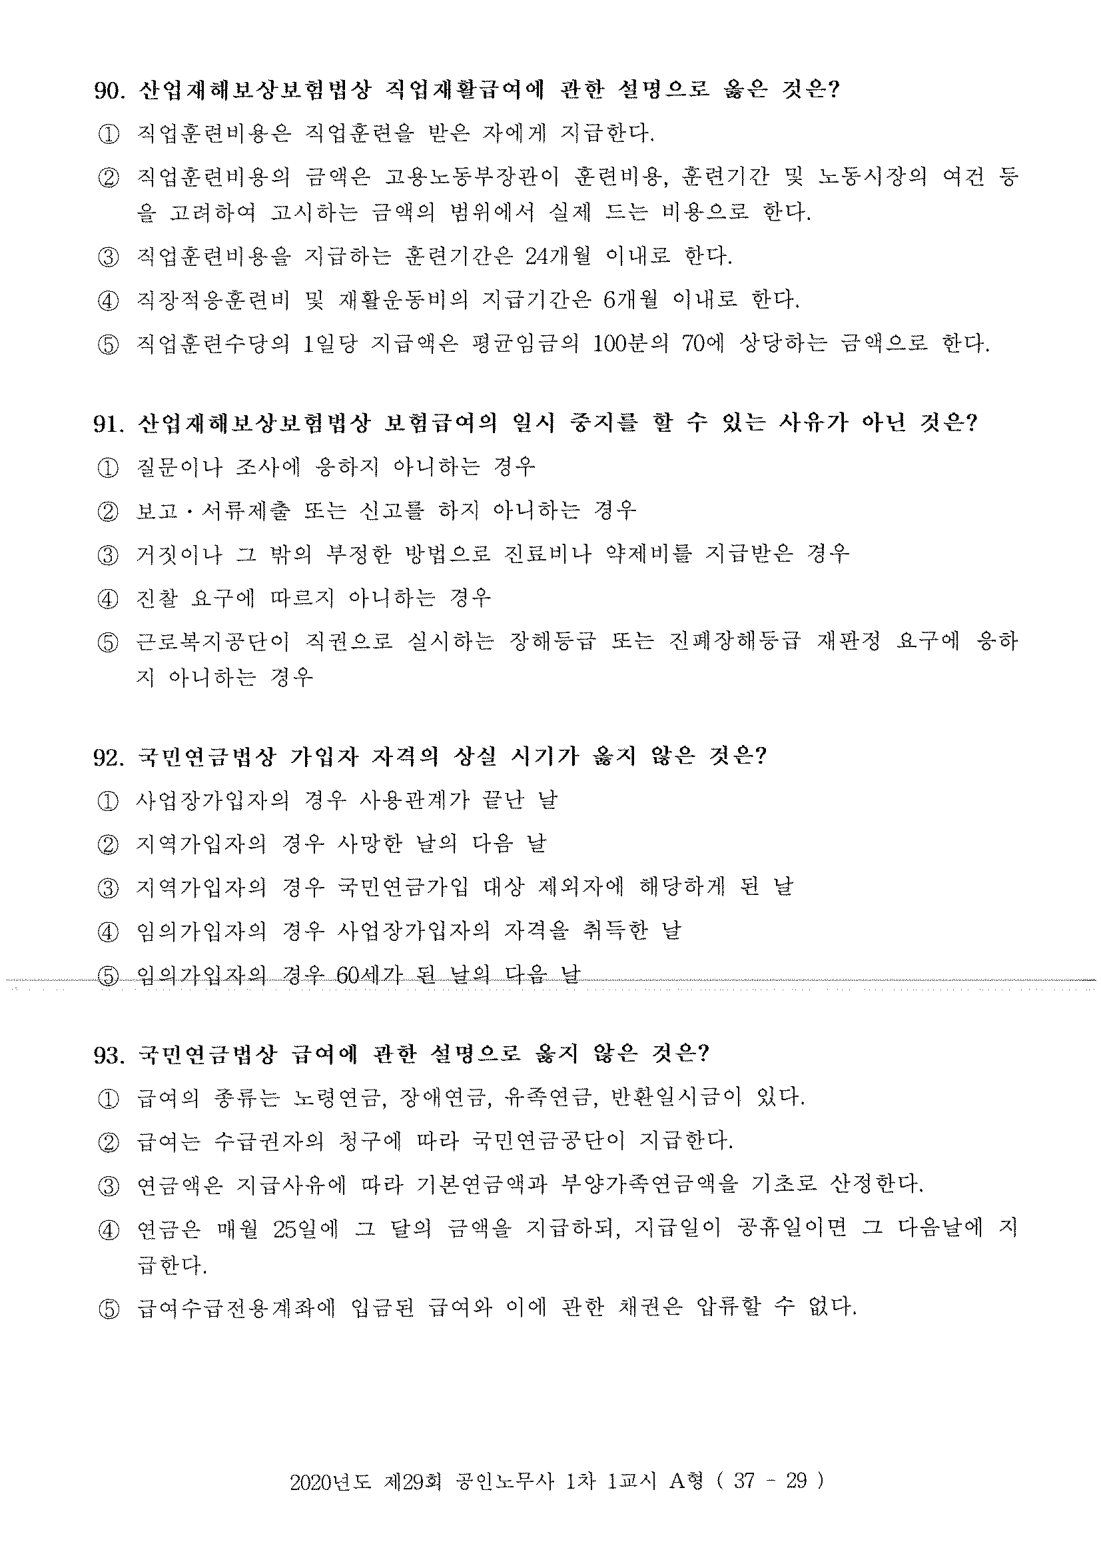 90. 산업재해보상보험법상 직업재활급여에 관한 설명으로 옳은 것은?
① 직업훈련비용은 직업훈련을 받은 자에게 지급한다.
② 직업훈련비용의 금액은 고용노동부장관이 훈련비용, 훈련기간 및 노동시장의 여건 등
을 고려하여 고시하는 금액의 범위에서 실제 드는 비용으로 한다.
③ 직업훈련비용을 지급하는 훈련기간은 24개월 이내로 한다.
④ 직장적응훈련비 및 재활운동비의 지급기간은 6개월 이내로 한다.
⑤ 직업훈련수당의 1일당 지급액은 평균임금의 100분의 70에 상당하는 금액으로 한다.
91. 산업재해보상보험법상 보험급여의 일시 중지를 할 수 있는 사유가 아닌 것은?
① 질문이나 조사에 응하지 아니하는 경우
② 보고·서류제출 또는 신고를 하지 아니하는 경우
③ 거짓이나 그 밖의 부정한 방법으로 진료비나 약제비를 지급받은 경우
④ 진찰 요구에 따르지 아니하는 경우
⑤ 근로복지공단이 직권으로 실시하는 장해등급 또는 진폐장해등급 재판정 요구에 응하
지 아니하는 경우
92. 국민연금법상 가입자 자격의 상실 시기가 옳지 않은 것은?
① 사업장가입자의 경우 사용관계가 끝난 날
② 지역가입자의 경우 사망한 날의 다음 날
③ 지역가입자의 경우 국민연금가입 대상 제외자에 해당하게 된 날
④ 임의가입자의 경우 사업장가입자의 자격을 취득한 날
⑤ 임의가입자의 경우 60세가 된 날의 다음 날
93. 국민연금법상 급여에 관한 설명으로 옳지 않은 것은?
① 급여의 종류는 노령연금, 장애연금, 유족연금, 반환일시금이 있다.
② 급여는 수급권자의 청구에 따라 국민연금공단이 지급한다.
③ 연금액은 지급사유에 따라 기본연금액과 부양가족연금액을 기초로 산정한다.
④ 연금은 매월 25일에 그 달의 금액을 지급하되, 지급일이 공휴일이면 그 다음날에 지
급한다.
⑤ 급여수급전용계좌에 입금된 급여와 이에 관한 채권은 압류할 수 없다.
2020년도 제29회 공인노무사 1차 1교시 A형 ( 37 - 29 )